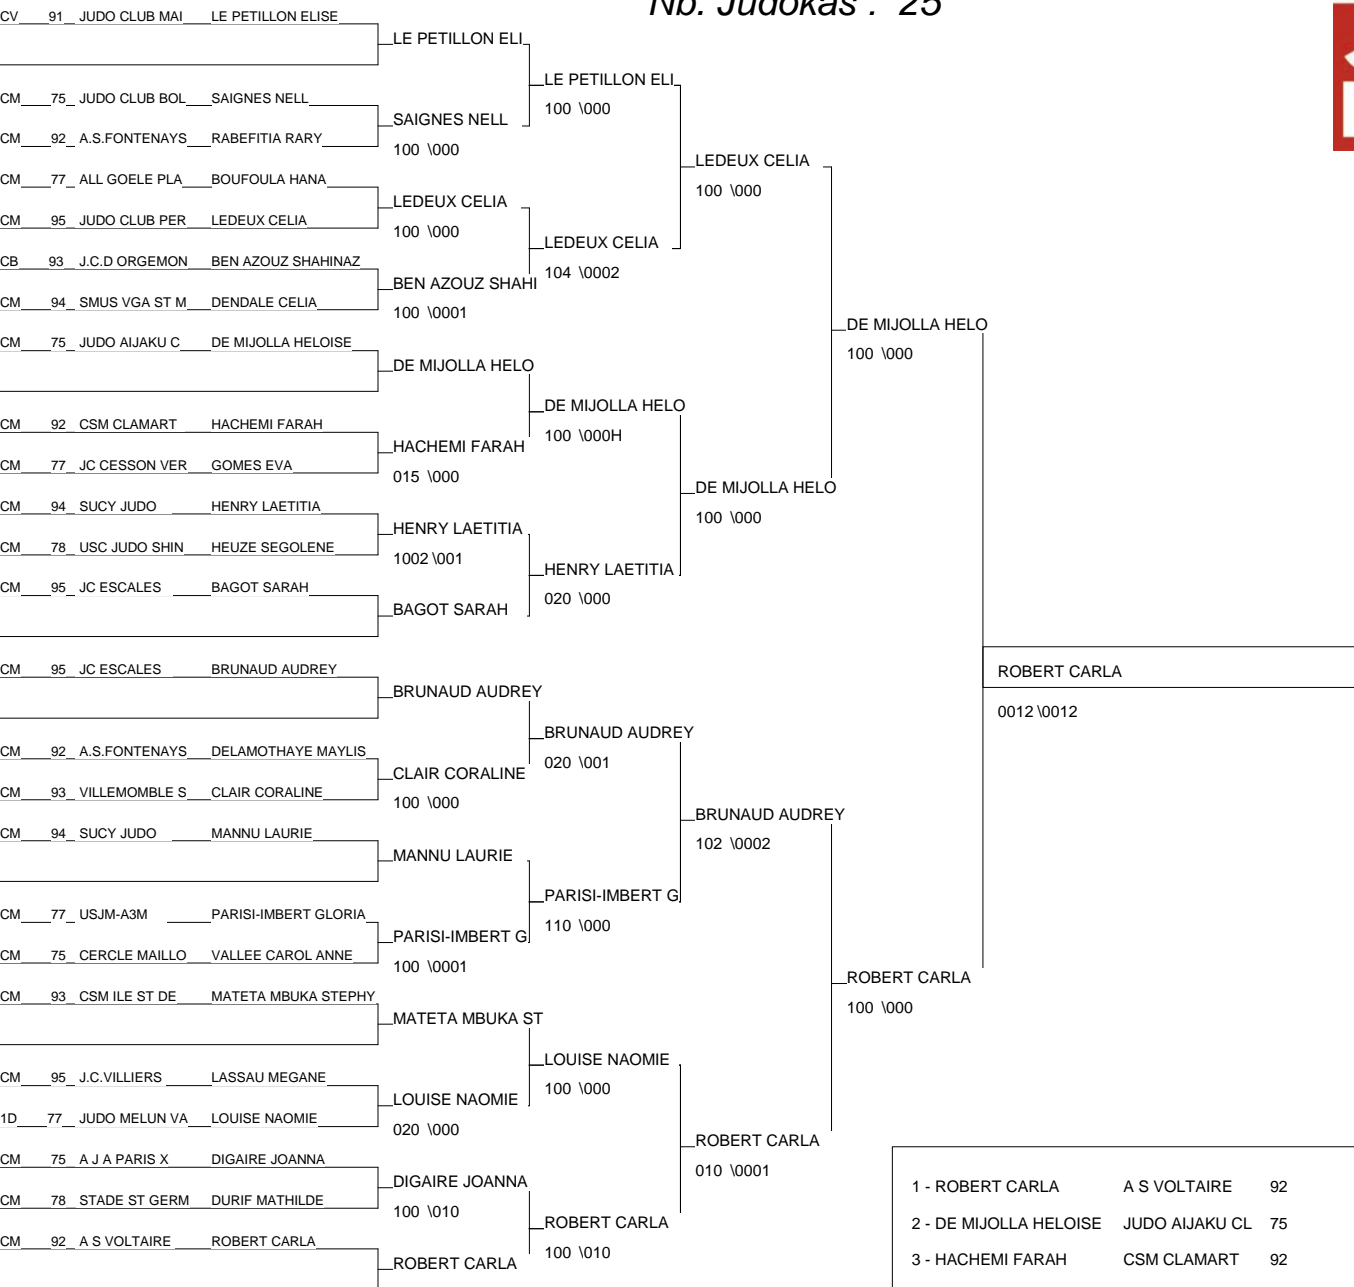 Nb. Judokas : 25
CV 91 JUDO CLUB MAI LE PETILLON ELISE
LE PETILLON ELI
LE PETILLON ELI
100 \000
CM 75 JUDO CLUB BOL SAIGNES NELL
SAIGNES NELL
100 \000
CM 92 A.S.FONTENAYS RABEFITIA RARY
LEDEUX CELIA
100 \000
CM 77 ALL GOELE PLA BOUFOULA HANA
LEDEUX CELIA
100 \000
CM 95 JUDO CLUB PER LEDEUX CELIA
LEDEUX CELIA
104 \0002
CB 93 J.C.D ORGEMON BEN AZOUZ SHAHINAZ
BEN AZOUZ SHAHI
100 \0001
CM 94 SMUS VGA ST M DENDALE CELIA
DE MIJOLLA HELO
100 \000
CM 75 JUDO AIJAKU C DE MIJOLLA HELOISE
DE MIJOLLA HELO
DE MIJOLLA HELO
100 \000H
CM 92 CSM CLAMART HACHEMI FARAH
HACHEMI FARAH
015 \000
CM 77 JC CESSON VER GOMES EVA
DE MIJOLLA HELO
100 \000
CM 94 SUCY JUDO HENRY LAETITIA
HENRY LAETITIA
1002 \001
CM 78 USC JUDO SHIN HEUZE SEGOLENE
HENRY LAETITIA
020 \000
CM 95 JC ESCALES BAGOT SARAH
BAGOT SARAH
CM 95 JC ESCALES BRUNAUD AUDREY
ROBERT CARLA
0012 \0012
BRUNAUD AUDREY
BRUNAUD AUDREY
020 \001
CM 92 A.S.FONTENAYS DELAMOTHAYE MAYLIS
CLAIR CORALINE
100 \000
CM 93 VILLEMOMBLE S CLAIR CORALINE
BRUNAUD AUDREY
102 \0002
CM 94 SUCY JUDO MANNU LAURIE
MANNU LAURIE
PARISI-IMBERT G
110 \000
CM 77 USJM-A3M PARISI-IMBERT GLORIA
PARISI-IMBERT G
100 \0001
CM 75 CERCLE MAILLO VALLEE CAROL ANNE
ROBERT CARLA
100 \000
CM 93 CSM ILE ST DE MATETA MBUKA STEPHY
MATETA MBUKA ST
LOUISE NAOMIE
100 \000
CM 95 J.C.VILLIERS LASSAU MEGANE
LOUISE NAOMIE
020 \000
1D 77 JUDO MELUN VA LOUISE NAOMIE
ROBERT CARLA
010 \0001
CM 75 A J A PARIS X DIGAIRE JOANNA
DIGAIRE JOANNA
100 \010
CM 78 STADE ST GERM DURIF MATHILDE
ROBERT CARLA
100 \010
CM 92 A S VOLTAIRE ROBERT CARLA
ROBERT CARLA
1 - ROBERT CARLA A S VOLTAIRE 92
2 - DE MIJOLLA HELOISE JUDO AIJAKU CL 75
3 - HACHEMI FARAH CSM CLAMART 92